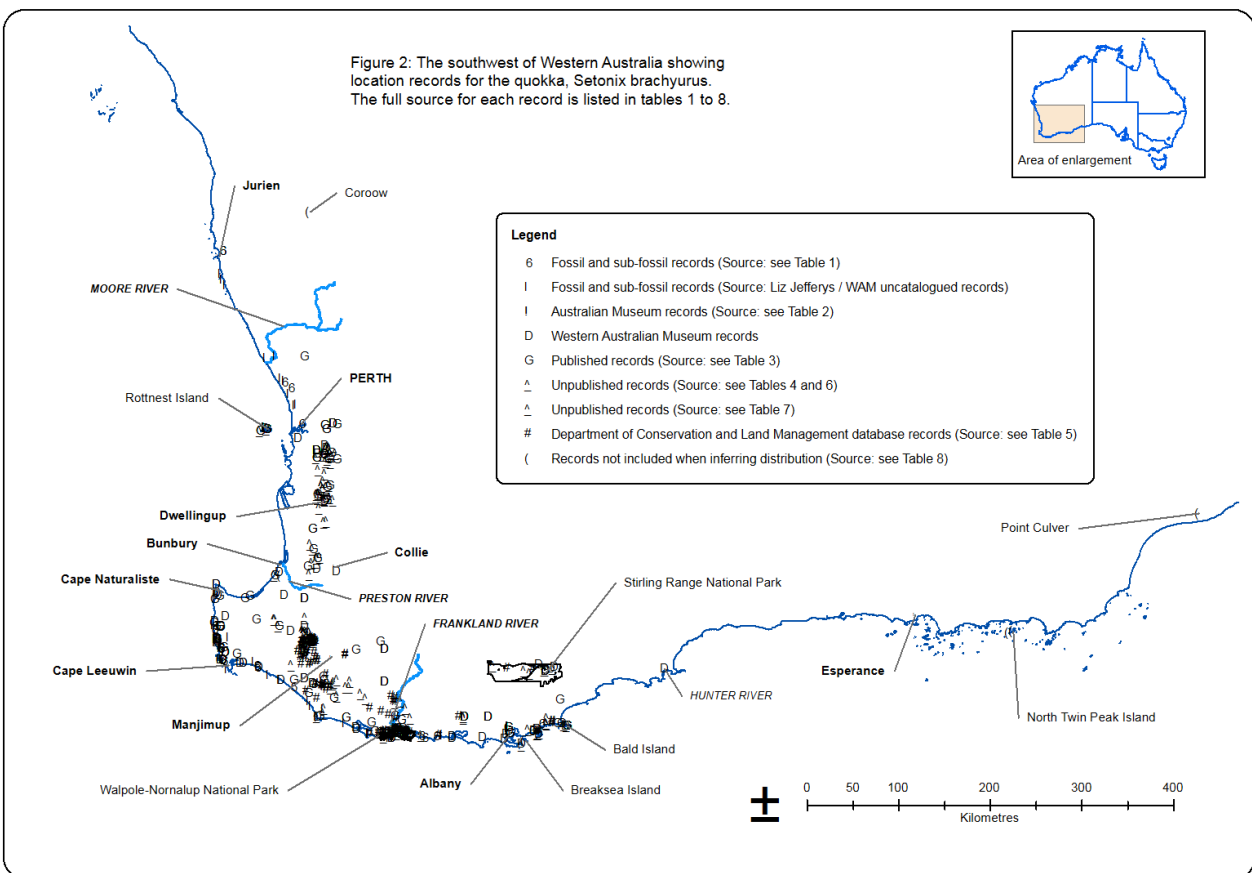 Figure 2: The southwest of Western Australia showing
location records for the quokka, Setonix brachyurus.
The full source for each record is listed in tables 1 to 8.
Area of enlargement
Jurien
Coroow
MOORE RIVER
Legend
6 Fossil and sub-fossil records (Source: see Table 1)
I Fossil and sub-fossil records (Source: Liz Jefferys / WAM uncatalogued records)
! Australian Museum records (Source: see Table 2)
D Western Australian Museum records
G Published records (Source: see Table 3)
^ Unpublished records (Source: see Tables 4 and 6)
^ Unpublished records (Source: see Table 7)
# Department of Conservation and Land Management database records (Source: see Table 5)
( Records not included when inferring distribution (Source: see Table 8)
PERTH
Rottnest Island
Dwellingup
Bunbury
Collie
Cape Naturaliste
PRESTON RIVER
Stirling Range National Park
Point Culver
FRANKLAND RIVER
Cape Leeuwin
Esperance
HUNTER RIVER
Manjimup
North Twin Peak Island
Bald Island
Walpole-Nornalup National Park
Albany
Breaksea Island
±
0 50 100 200 300 400
Kilometres